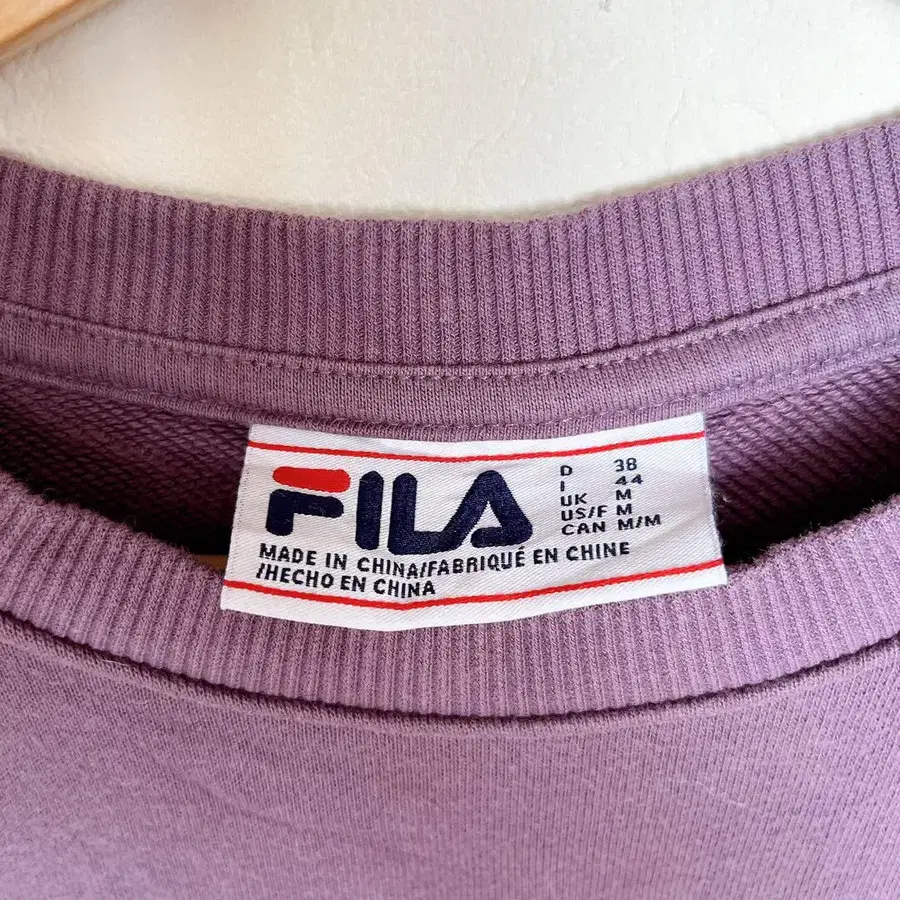 FILA
D 38
I 44
UK M
US/F M
CAN M/M
MADE IN CHINA/FABRIQUÉ EN CHINE
/HECHO EN CHINA